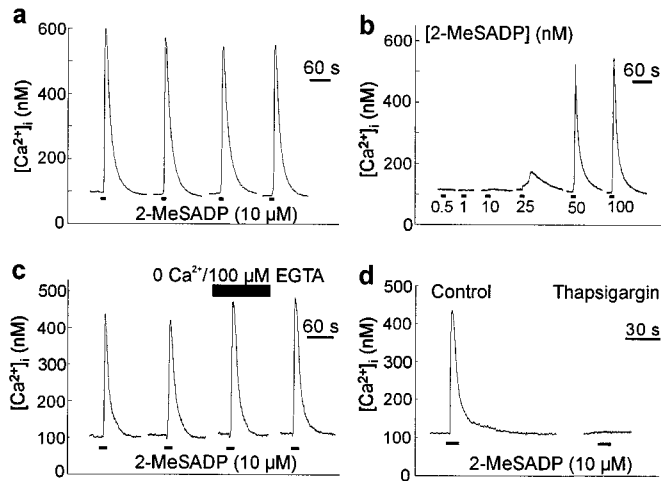 a
600
400
200
0
[Ca²⁺]ᵢ (nM)
60 s
2-MeSADP (10 µM)
b
[2-MeSADP] (nM)
600
400
200
0
[Ca²⁺]ᵢ (nM)
60 s
0.5 1 10 25 50 100
c
0 Ca²⁺/100 µM EGTA
500
400
300
200
100
0
[Ca²⁺]ᵢ (nM)
60 s
2-MeSADP (10 µM)
d
Control
Thapsigargin
500
400
300
200
100
0
[Ca²⁺]ᵢ (nM)
30 s
2-MeSADP (10 µM)